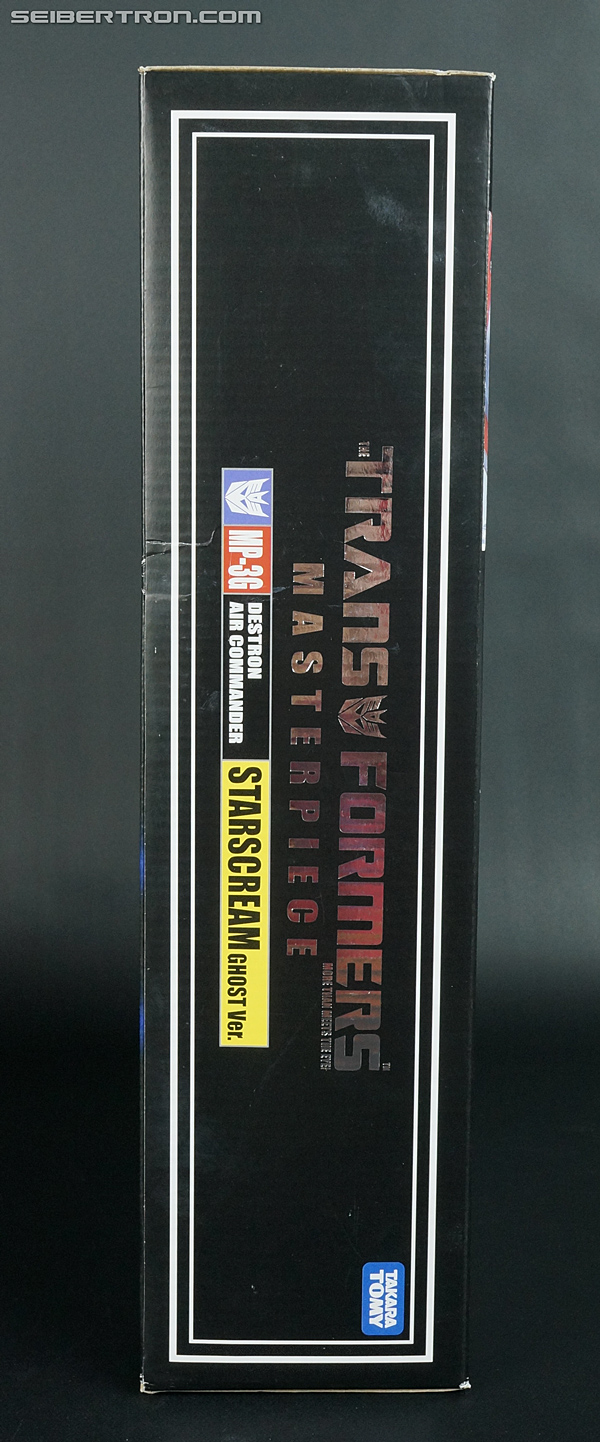 SEIBERTRON.COM
THE
TRANSFORMERS™
MORE THAN MEETS THE EYE!
MASTERPIECE
MP-3G
DESTRON
AIR COMMANDER
STARSCREAM GHOST Ver.
TAKARA
TOMY